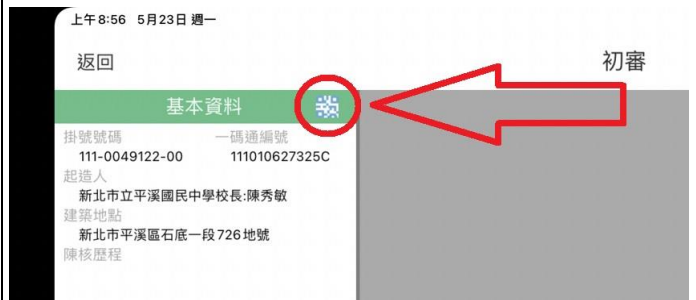 上午8:56 5月23日 週一
返回
初審
基本資料
掛號號碼 一碼通編號
111-0049122-00 111010627325C
起造人
新北市立平溪國民中學校長:陳秀敏
建築地點
新北市平溪區石底一段726地號
陳核歷程